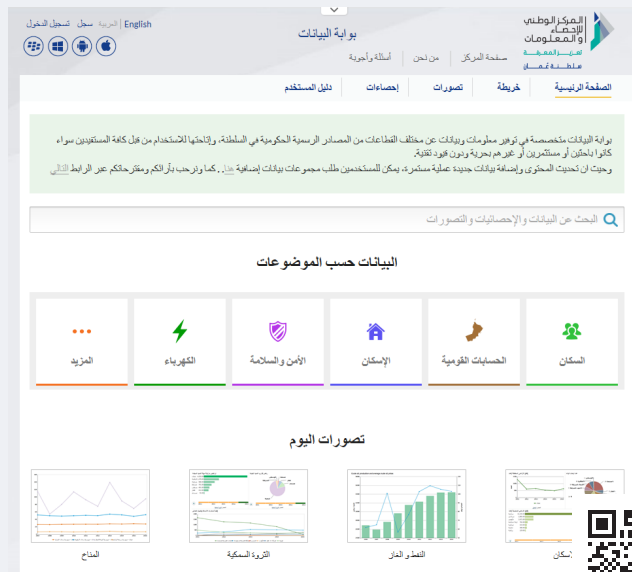 English | العربية سجل تسجيل الدخول
بوابة البيانات
المركز الوطني
للإحصاء
والمعلومات
لتعزيز المعرفة
سلطنة عمان
صفحة المركز
من نحن
أسئلة وأجوبة
الصفحة الرئيسية
خريطة
تصورات
إحصاءات
دليل المستخدم
بوابة البيانات متخصصة في توفير معلومات وبيانات عن مختلف القطاعات من المصادر الرسمية الحكومية في السلطنة، وإتاحتها للاستخدام من قبل كافة المستفيدين سواء
كانوا باحثين أو مستثمرين أو غيرهم بحرية ودون قيود تقنية.
وحيث ان تحديث المحتوى وإضافة بيانات جديدة عملية مستمرة، يمكن للمستخدمين طلب مجموعات بيانات إضافية هنا.. كما ونرحب بآرائكم ومقترحاتكم عبر الرابط التالي
البحث عن البيانات والإحصائيات والتصورات
البيانات حسب الموضوعات
السكان
الحسابات القومية
الإسكان
الأمن والسلامة
الكهرباء
المزيد
تصورات اليوم
النفط والغاز
الثروة السمكية
المناخ